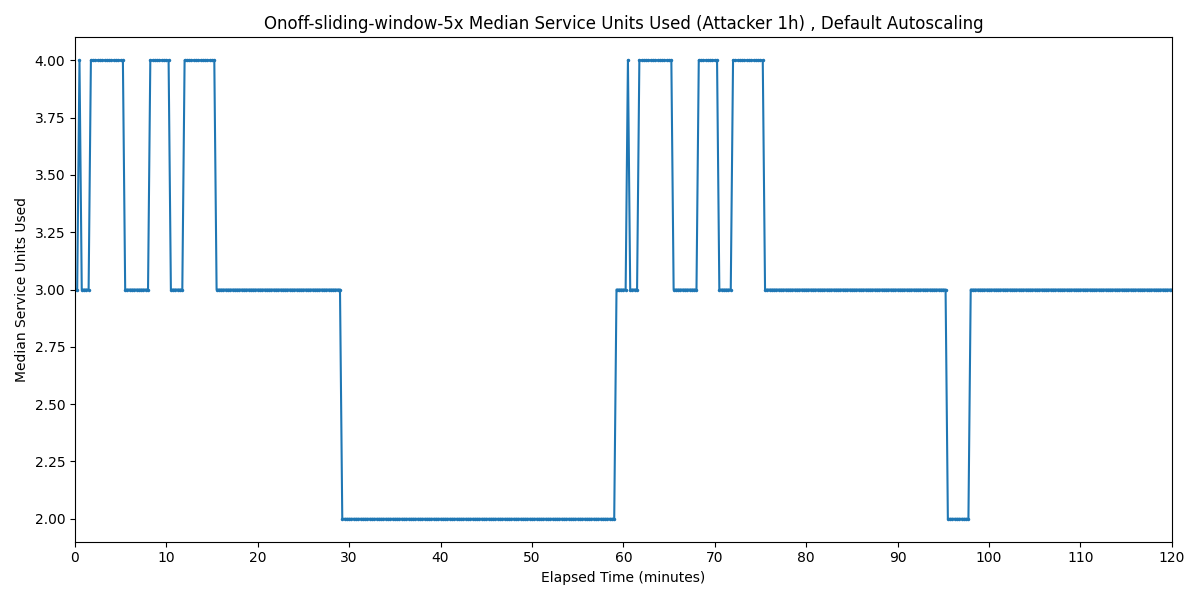 Onoff-sliding-window-5x Median Service Units Used (Attacker 1h) , Default Autoscaling
Median Service Units Used
4.00
3.75
3.50
3.25
3.00
2.75
2.50
2.25
2.00
0 10 20 30 40 50 60 70 80 90 100 110 120
Elapsed Time (minutes)